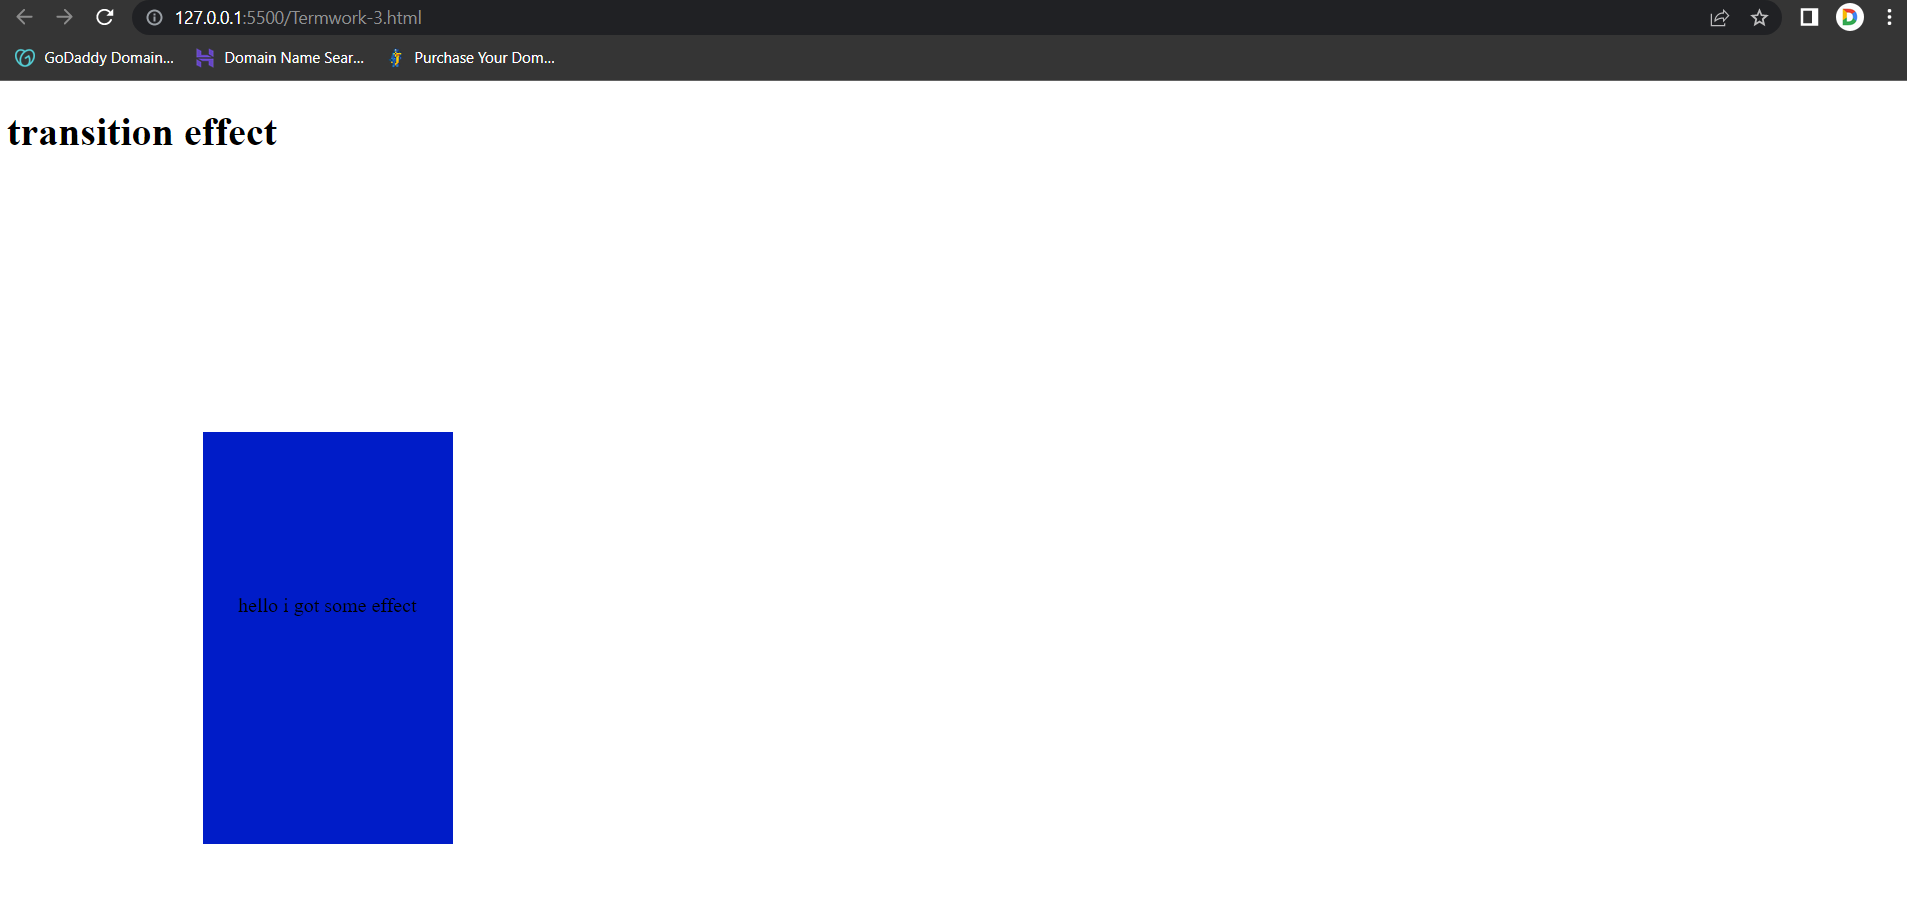 127.0.0.1:5500/Termwork-3.html
GoDaddy Domain... Domain Name Sear... Purchase Your Dom...
transition effect
hello i got some effect